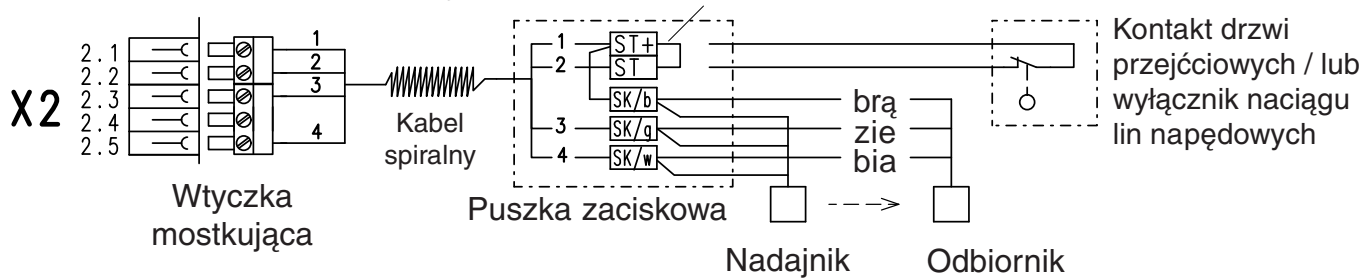 X2
2.1
2.2
2.3
2.4
2.5
1
2
3
4
Wtyczka
mostkująca
Kabel
spiralny
1
2
3
4
ST+
ST
SK/b
SK/g
SK/w
Puszka zaciskowa
brą
zie
bia
Nadajnik
Odbiornik
Kontakt drzwi
przejćciowych / lub
wyłącznik naciągu
lin napędowych